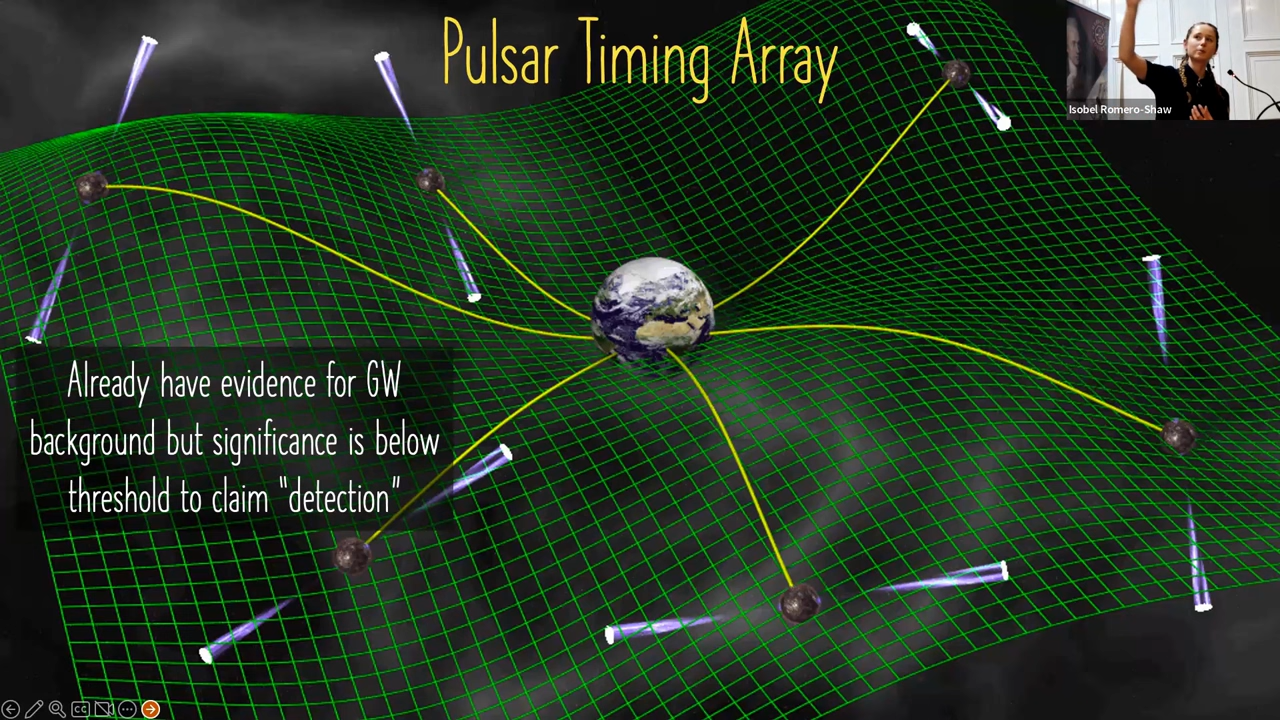 Pulsar Timing Array
Isobel Romero-Shaw
Already have evidence for GW
background but significance is below
threshold to claim "detection"
CC